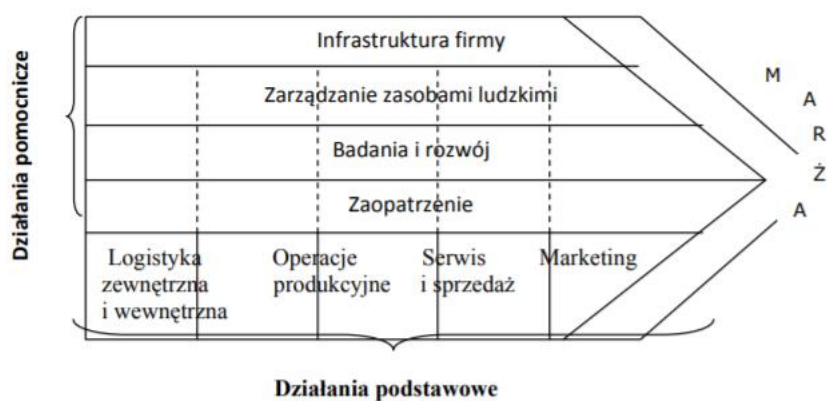 Działania pomocnicze
Infrastruktura firmy
Zarządzanie zasobami ludzkimi
Badania i rozwój
Zaopatrzenie
Logistyka
zewnętrzna
i wewnętrzna
Operacje
produkcyjne
Serwis
i sprzedaż
Marketing
MARŻA
Działania podstawowe